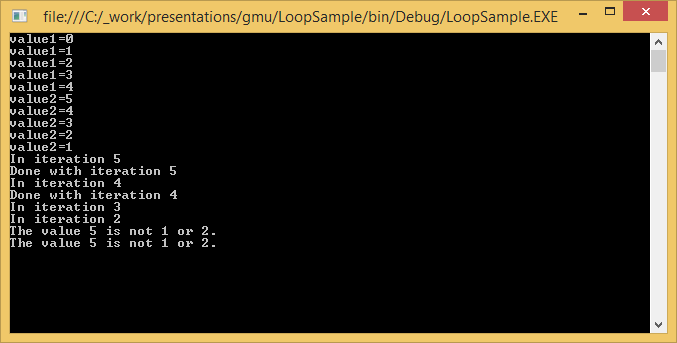 file:///C:/_work/presentations/gmu/LoopSample/bin/Debug/LoopSample.EXE
value1=0
value1=1
value1=2
value1=3
value1=4
value2=5
value2=4
value2=3
value2=2
value2=1
In iteration 5
Done with iteration 5
In iteration 4
Done with iteration 4
In iteration 3
In iteration 2
The value 5 is not 1 or 2.
The value 5 is not 1 or 2.